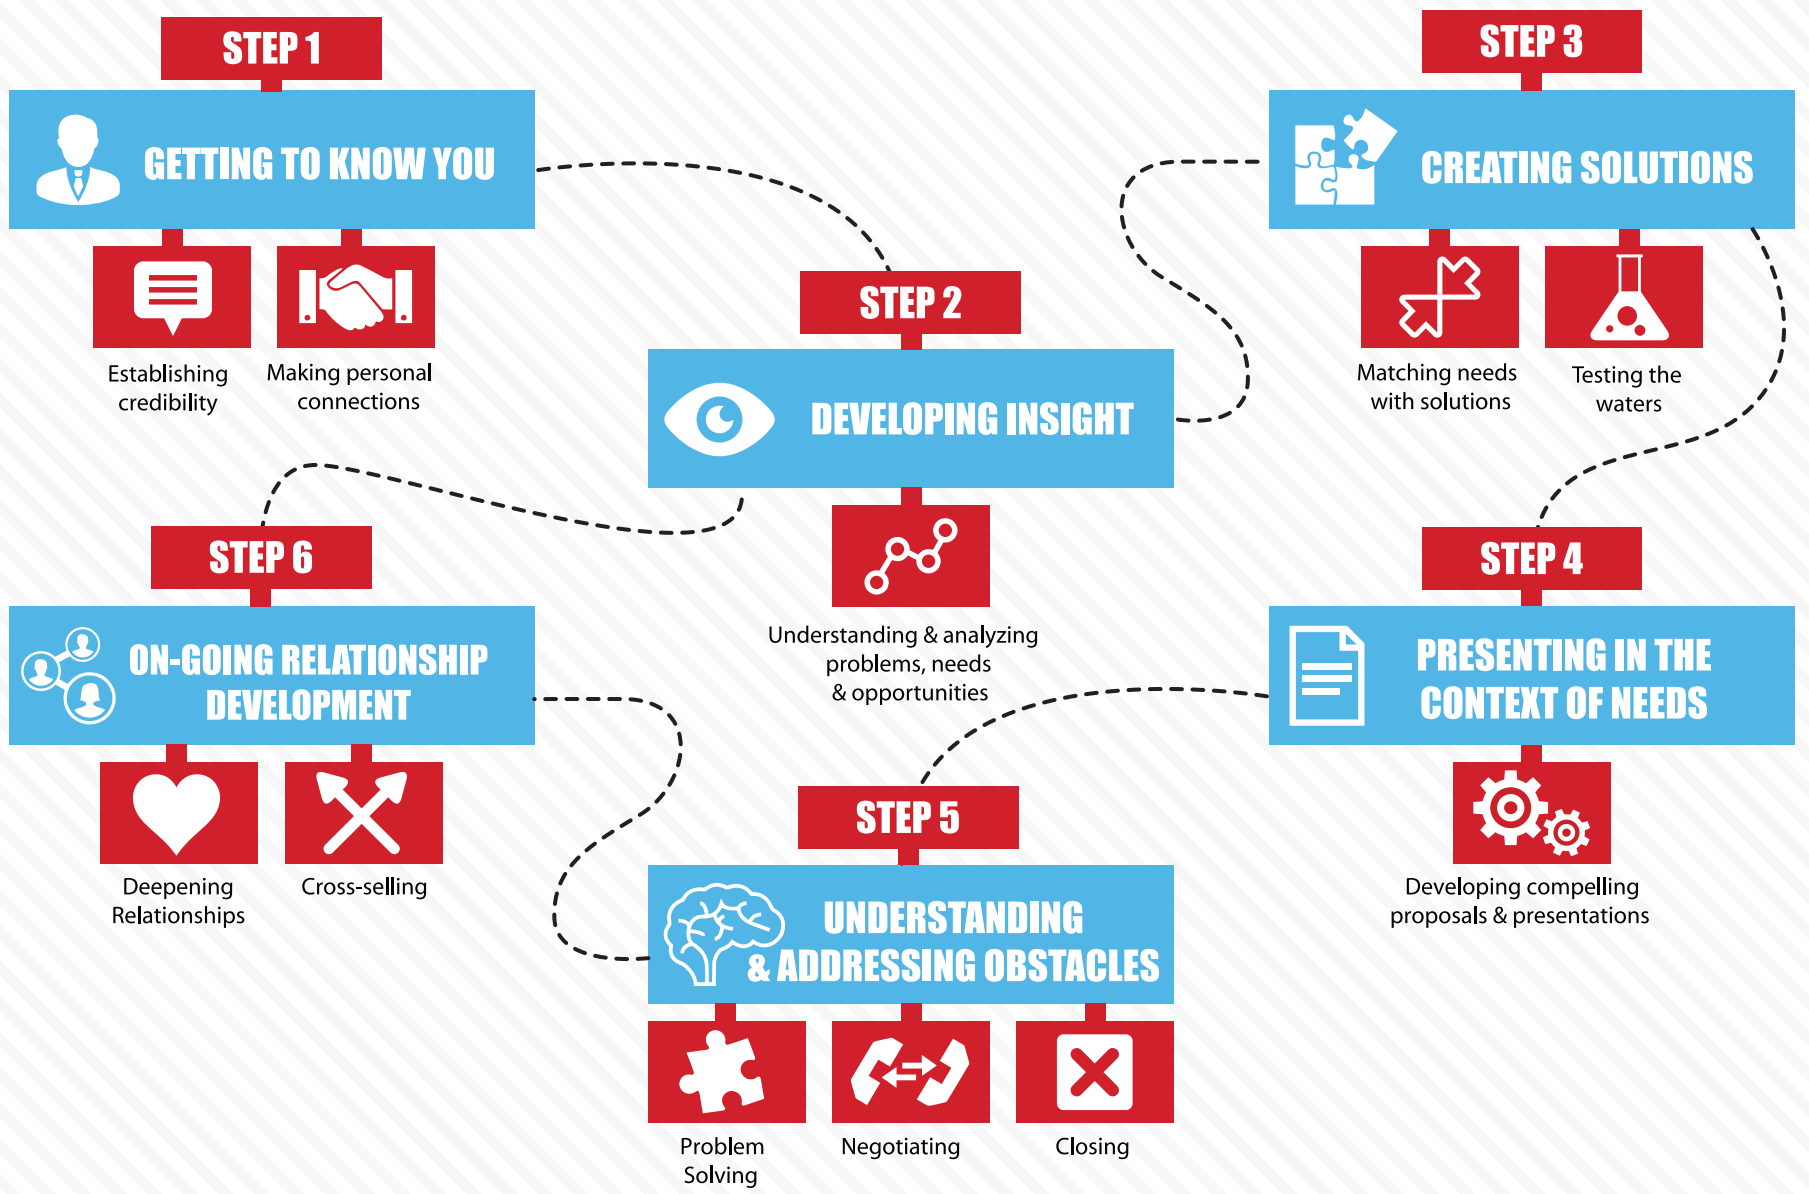 STEP 1
GETTING TO KNOW YOU
Establishing
credibility
Making personal
connections
STEP 2
DEVELOPING INSIGHT
Understanding & analyzing
problems, needs
& opportunities
STEP 3
CREATING SOLUTIONS
Matching needs
with solutions
Testing the
waters
STEP 4
PRESENTING IN THE
CONTEXT OF NEEDS
Developing compelling
proposals & presentations
STEP 5
UNDERSTANDING
& ADDRESSING OBSTACLES
Problem
Solving
Negotiating
Closing
STEP 6
ON-GOING RELATIONSHIP
DEVELOPMENT
Deepening
Relationships
Cross-selling